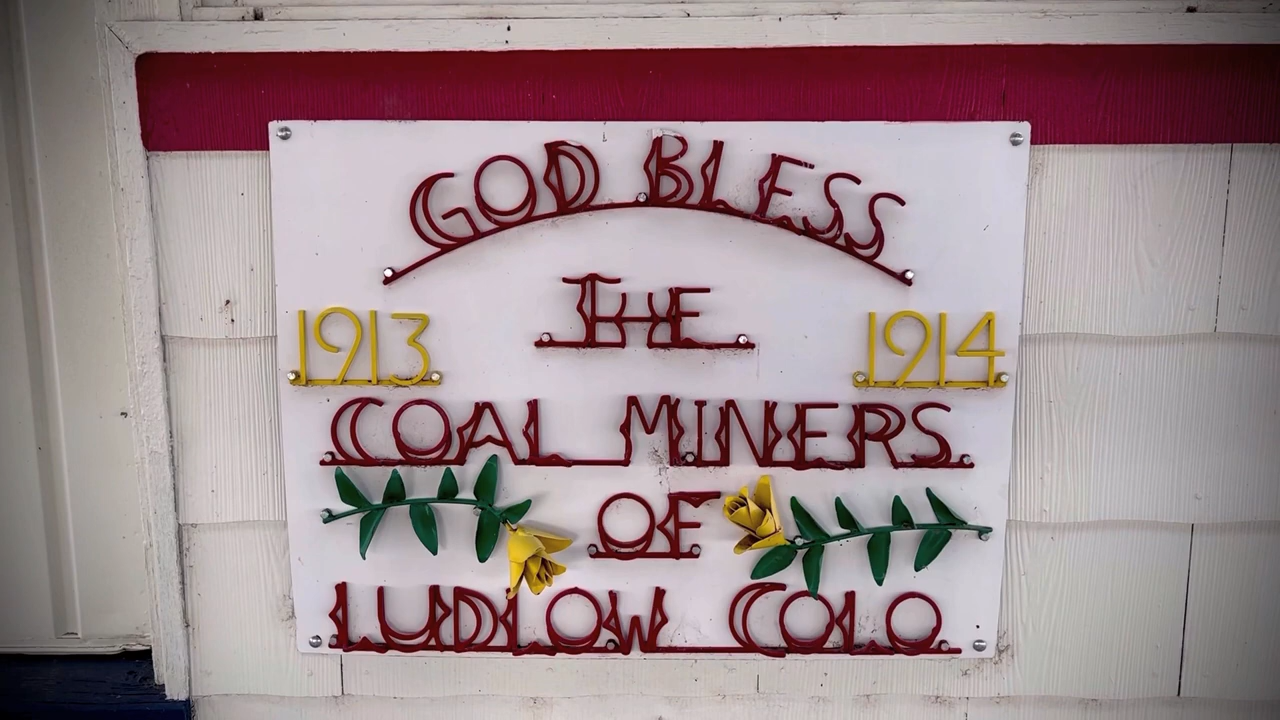 GOD BLESS
THE
1913 1914
COAL MINERS
OF
LUDLOW COLO